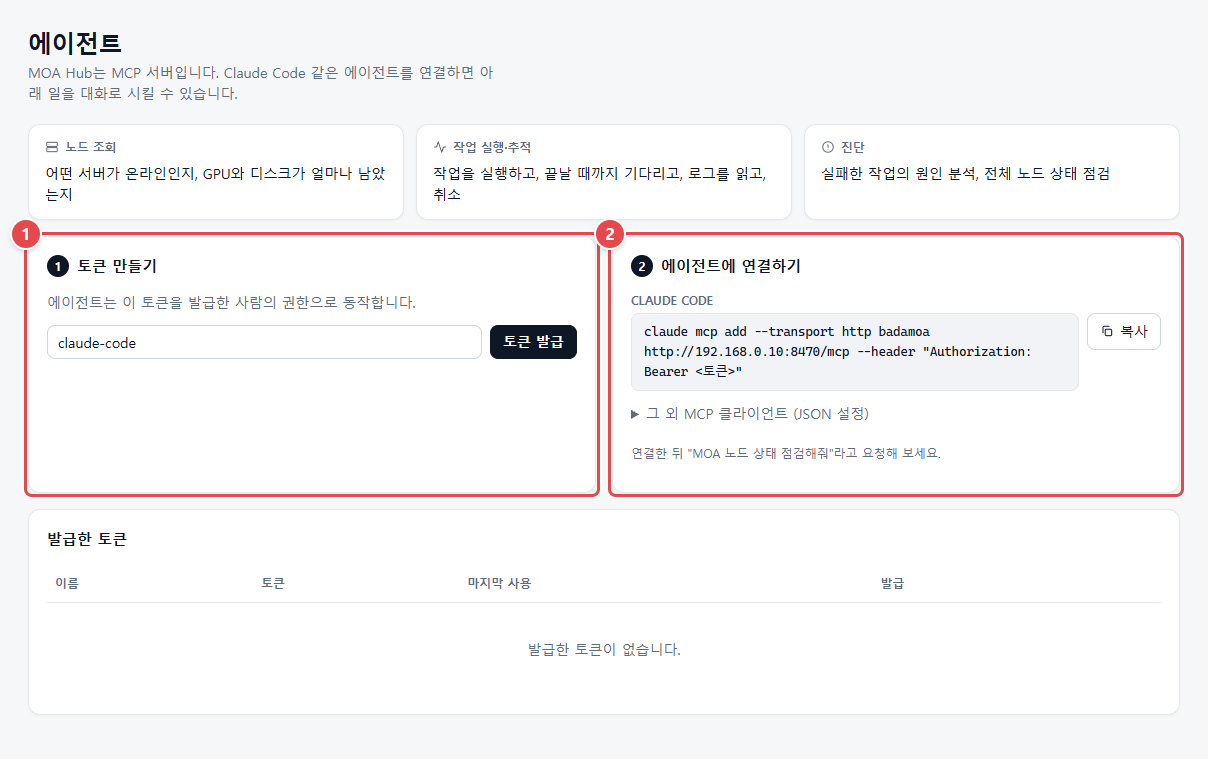 에이전트
MOA Hub는 MCP 서버입니다. Claude Code 같은 에이전트를 연결하면 아
래 일을 대화로 시킬 수 있습니다.
노드 조회
어떤 서버가 온라인인지, GPU와 디스크가 얼마나 남았
는지
작업 실행·추적
작업을 실행하고, 끝날 때까지 기다리고, 로그를 읽고,
취소
진단
실패한 작업의 원인 분석, 전체 노드 상태 점검
1
1 토큰 만들기
에이전트는 이 토큰을 발급한 사람의 권한으로 동작합니다.
claude-code
토큰 발급
2
2 에이전트에 연결하기
CLAUDE CODE
claude mcp add --transport http badamoa
http://192.168.0.10:8470/mcp --header "Authorization:
Bearer <토큰>"
복사
▶ 그 외 MCP 클라이언트 (JSON 설정)
연결한 뒤 "MOA 노드 상태 점검해줘"라고 요청해 보세요.
발급한 토큰
이름 토큰 마지막 사용 발급
발급한 토큰이 없습니다.